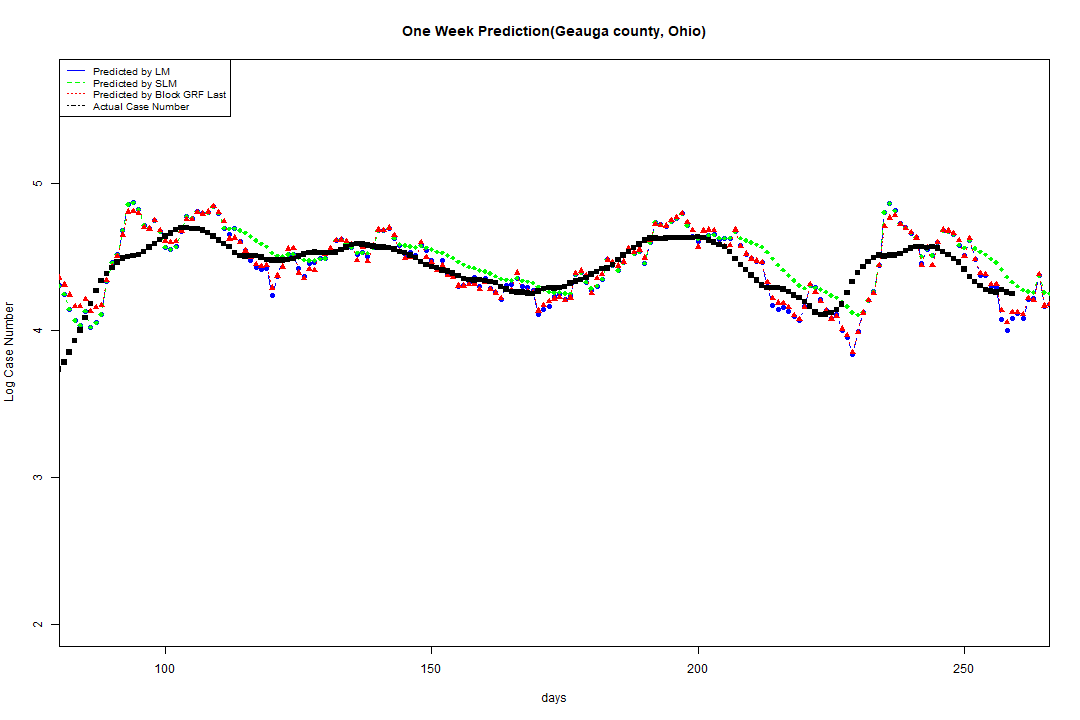 One Week Prediction(Geauga county, Ohio)
Predicted by LM
Predicted by SLM
Predicted by Block GRF Last
Actual Case Number
5
4
3
2
Log Case Number
100 150 200 250
days